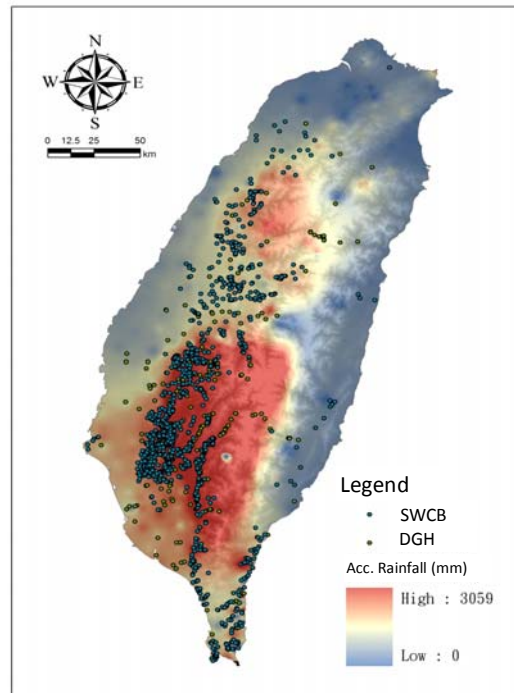 N
W E
S
0 12.5 25 50
km
Legend
SWCB
DGH
Acc. Rainfall (mm)
High : 3059
Low : 0